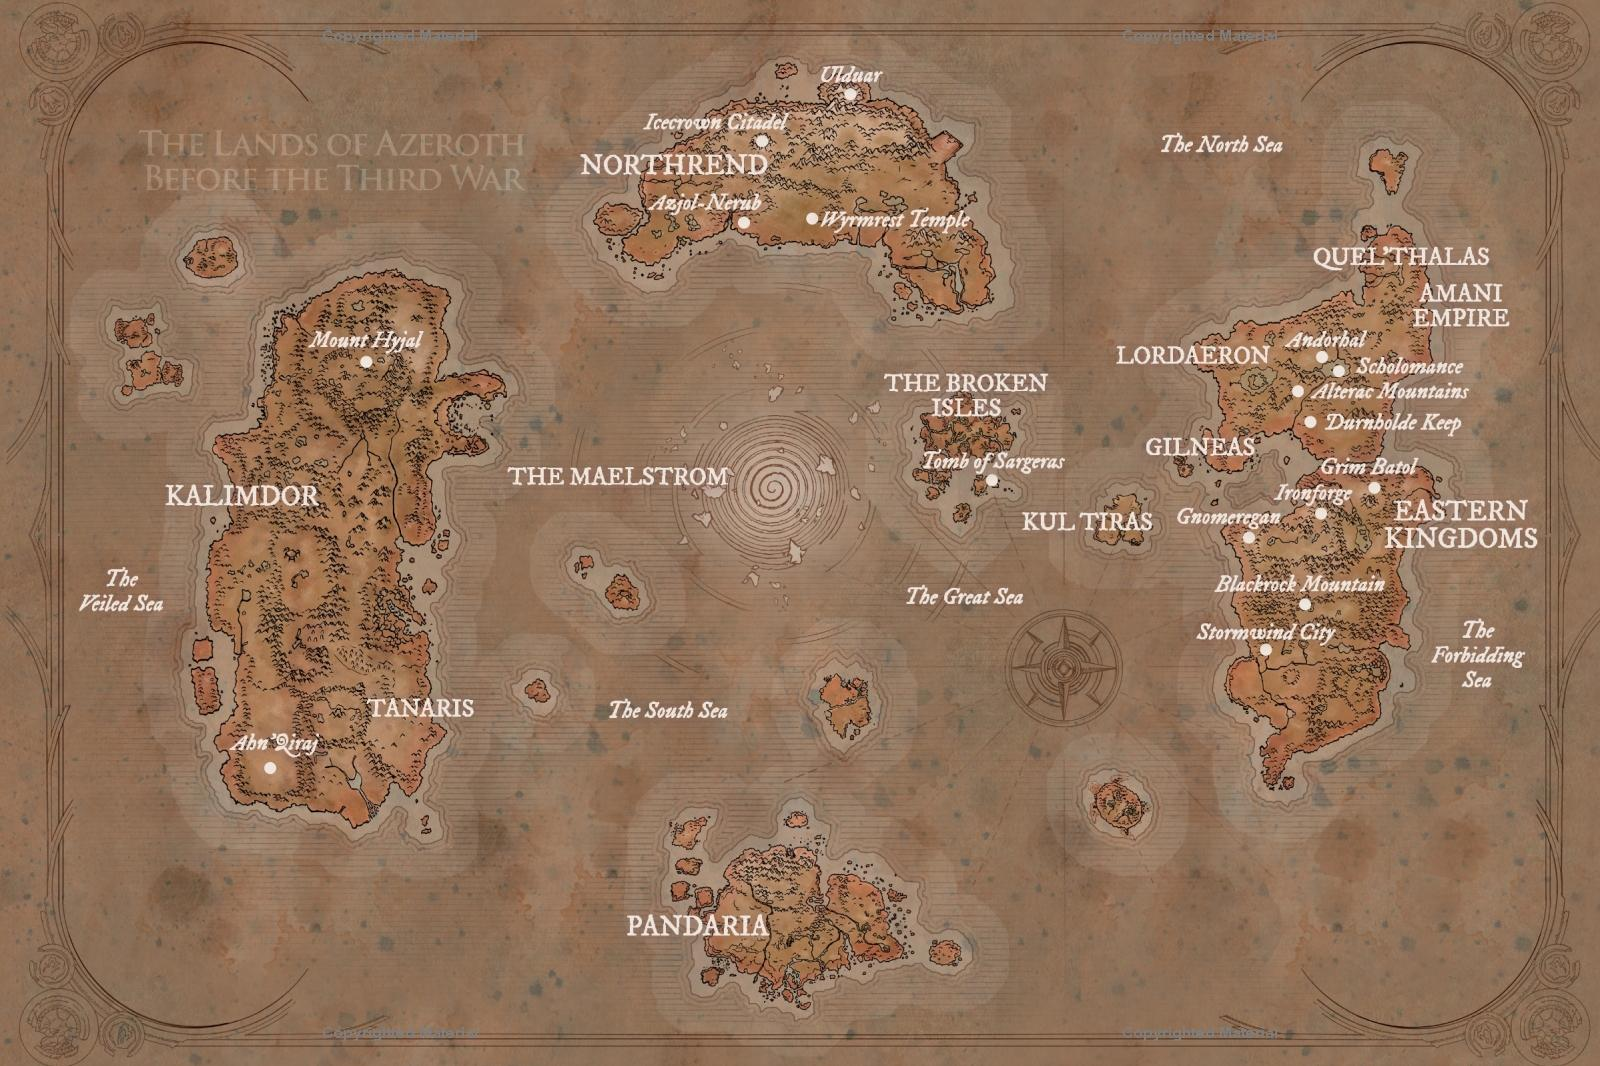 Copyrighted Material
Copyrighted Material
THE LANDS OF AZEROTH
BEFORE THE THIRD WAR
Ulduar
Icecrown Citadel
NORTHREND
Azjol-Nerub
Wyrmrest Temple
The North Sea
QUEL'THALAS
AMANI
EMPIRE
LORDAERON
Andorhal
Scholomance
Alterac Mountains
Durnholde Keep
GILNEAS
Grim Batol
Ironforge
Gnomeregan
EASTERN
KINGDOMS
Blackrock Mountain
Stormwind City
The
Forbidding
Sea
THE BROKEN
ISLES
Tomb of Sargeras
KUL TIRAS
THE MAELSTROM
The Great Sea
Mount Hyjal
KALIMDOR
The
Veiled Sea
TANARIS
Ahn'Qiraj
The South Sea
PANDARIA
Copyrighted Material
Copyrighted Material